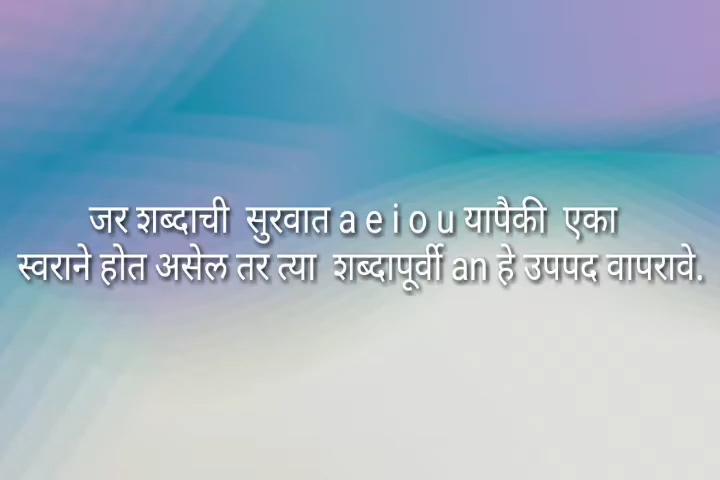 जर शब्दाची सुरवात a e i o u यापैकी एका
स्वराने होत असेल तर त्या शब्दापूर्वी an हे उपपद वापरावे.